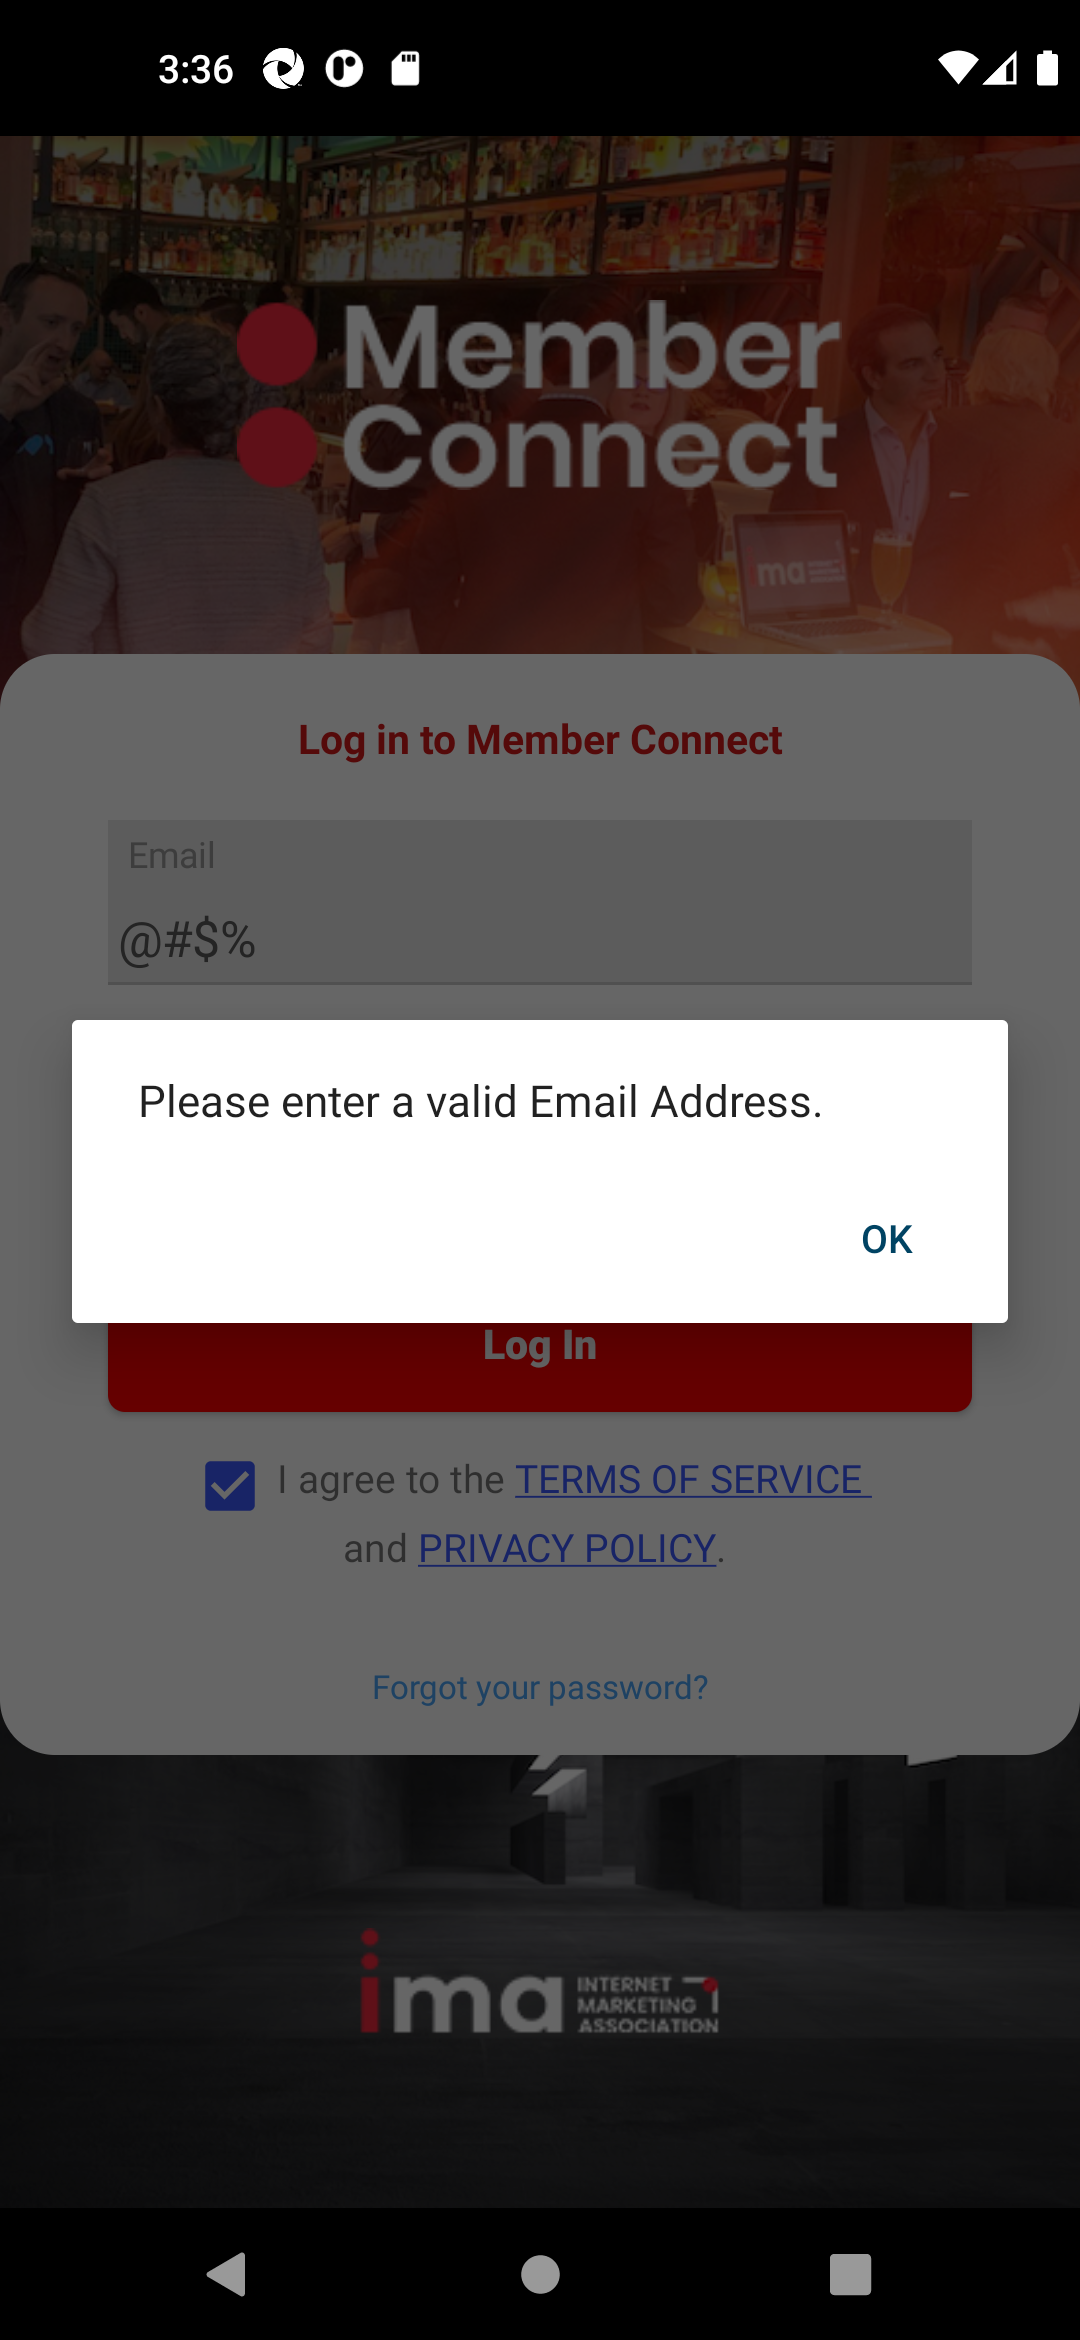 3:36
Member
Connect
ima
Log in to Member Connect
Email
@#$%
Please enter a valid Email Address.
OK
Log In
I agree to the TERMS OF SERVICE
and PRIVACY POLICY.
Forgot your password?
ima INTERNET
MARKETING
ASSOCIATION